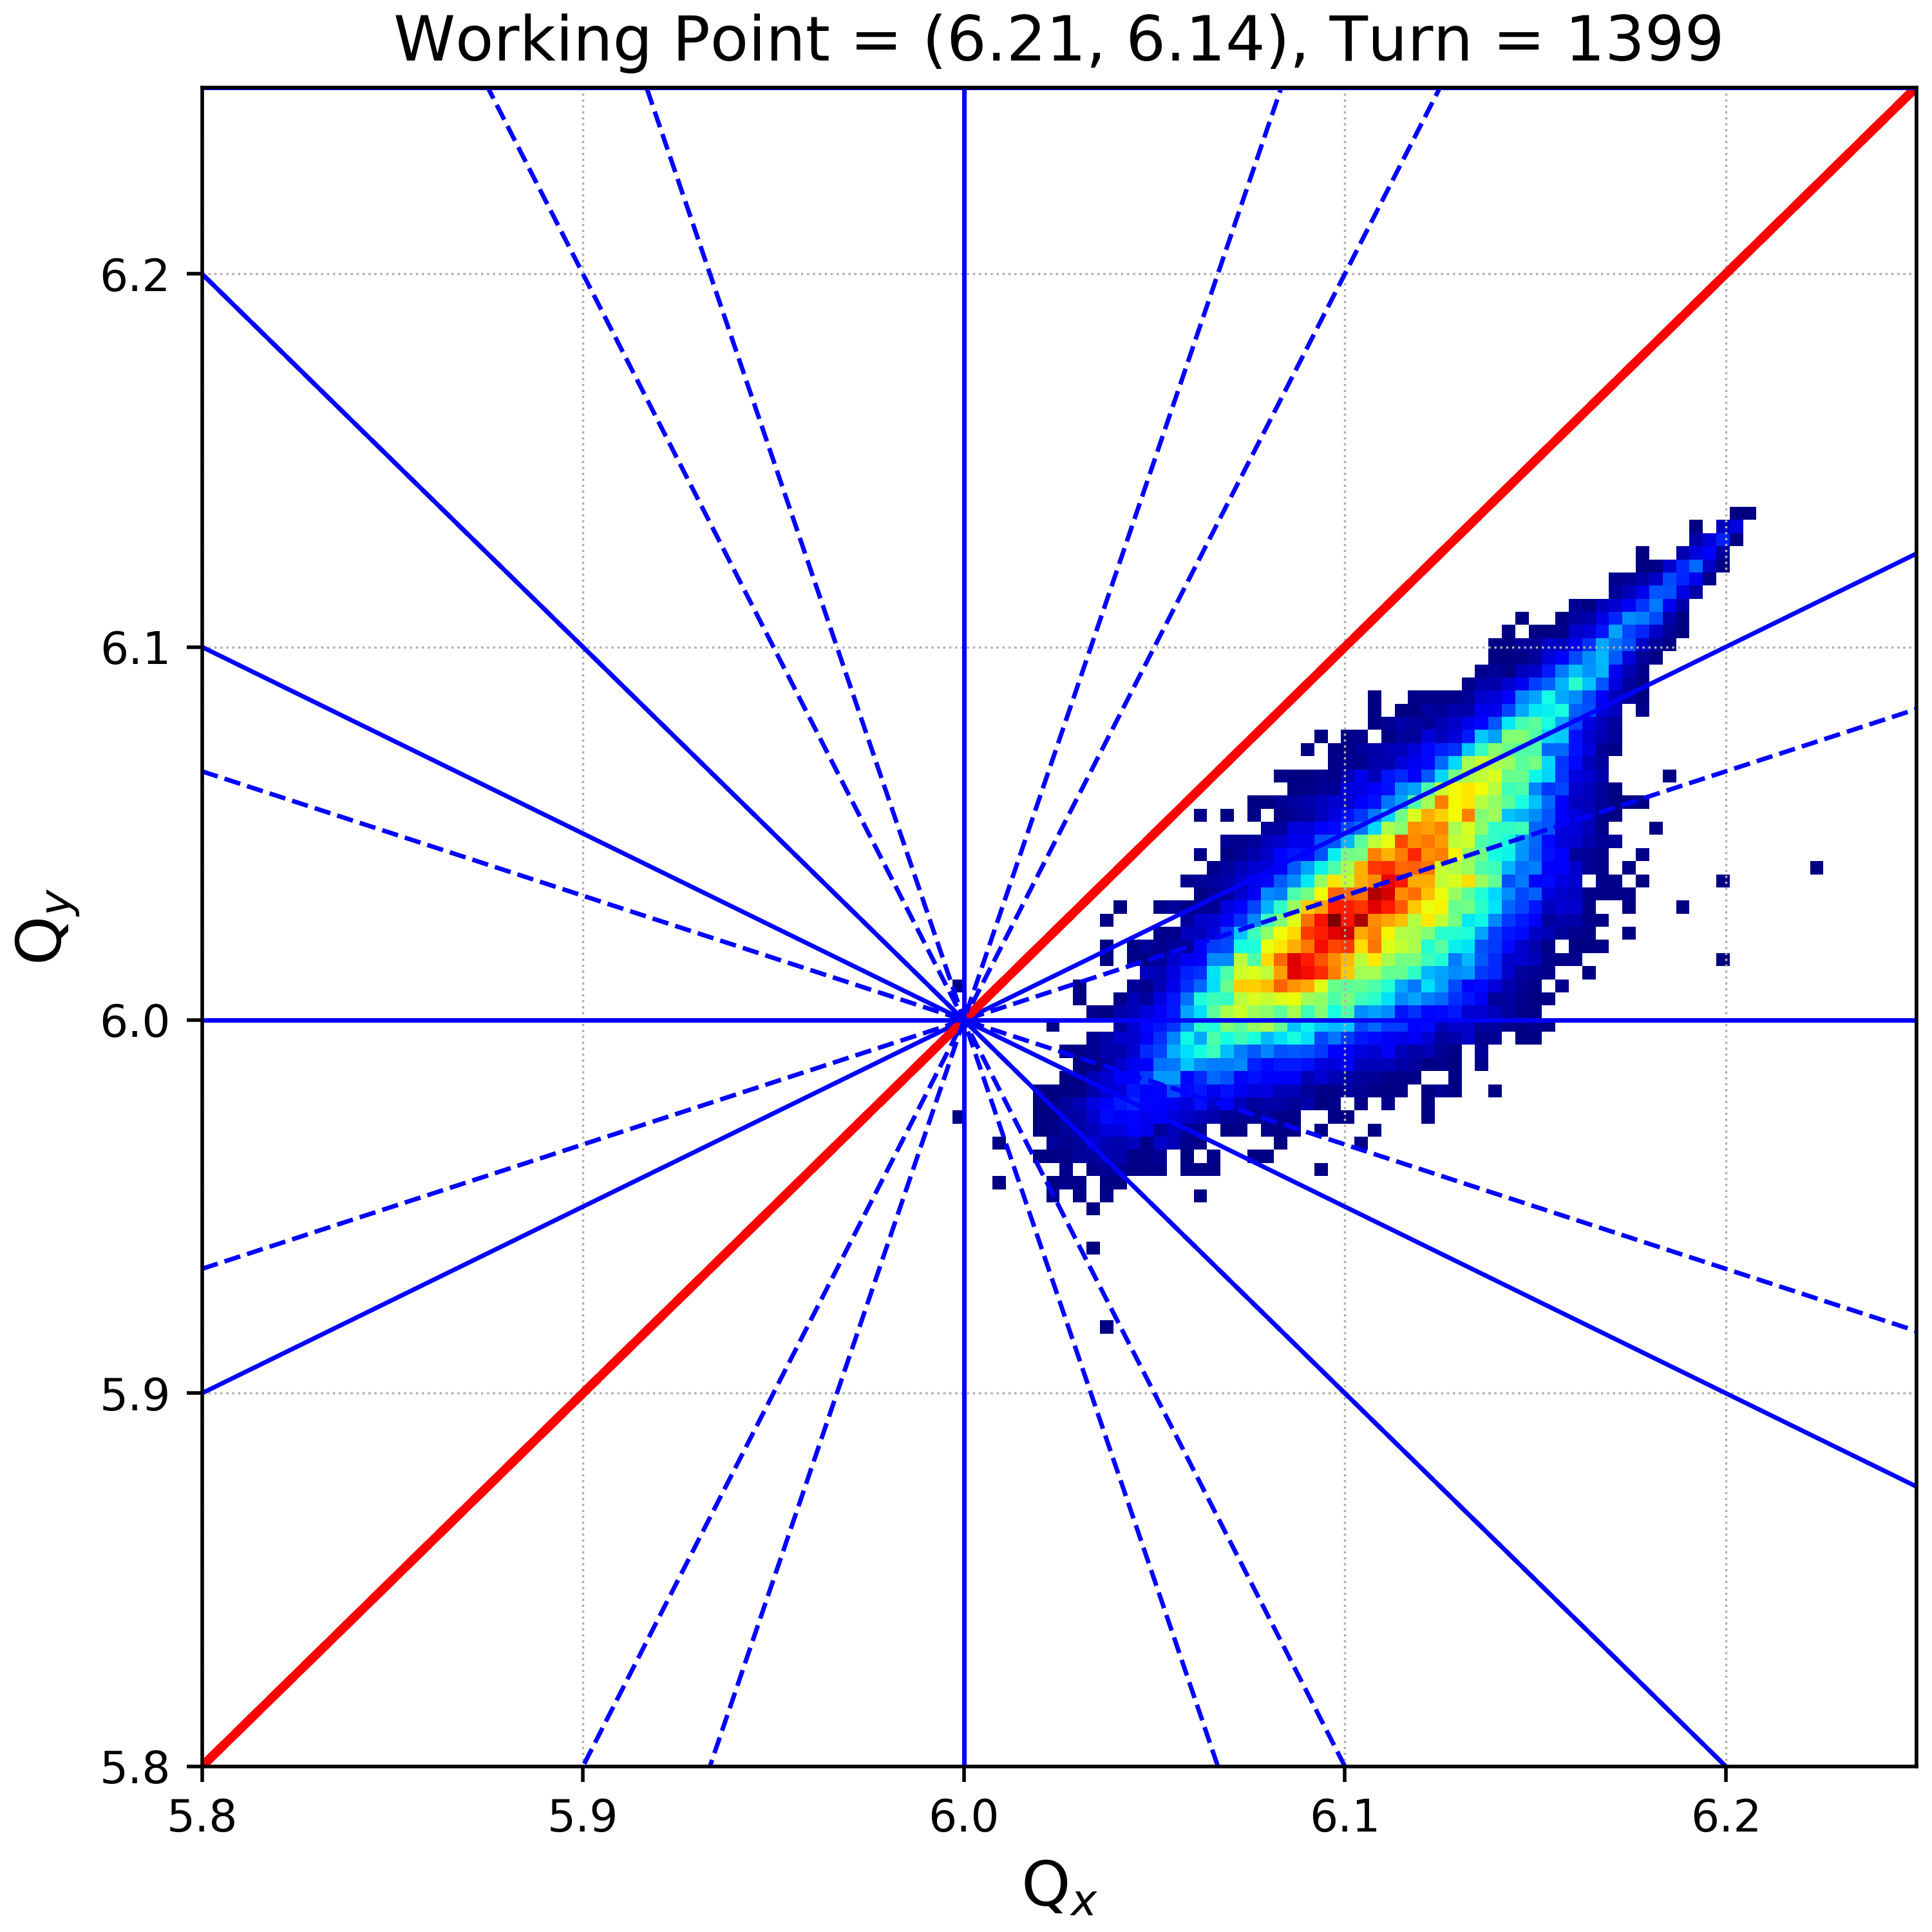 Working Point = (6.21, 6.14), Turn = 1399
6.2
6.1
6.0
5.9
5.8
Qy
5.8 5.9 6.0 6.1 6.2
Qx